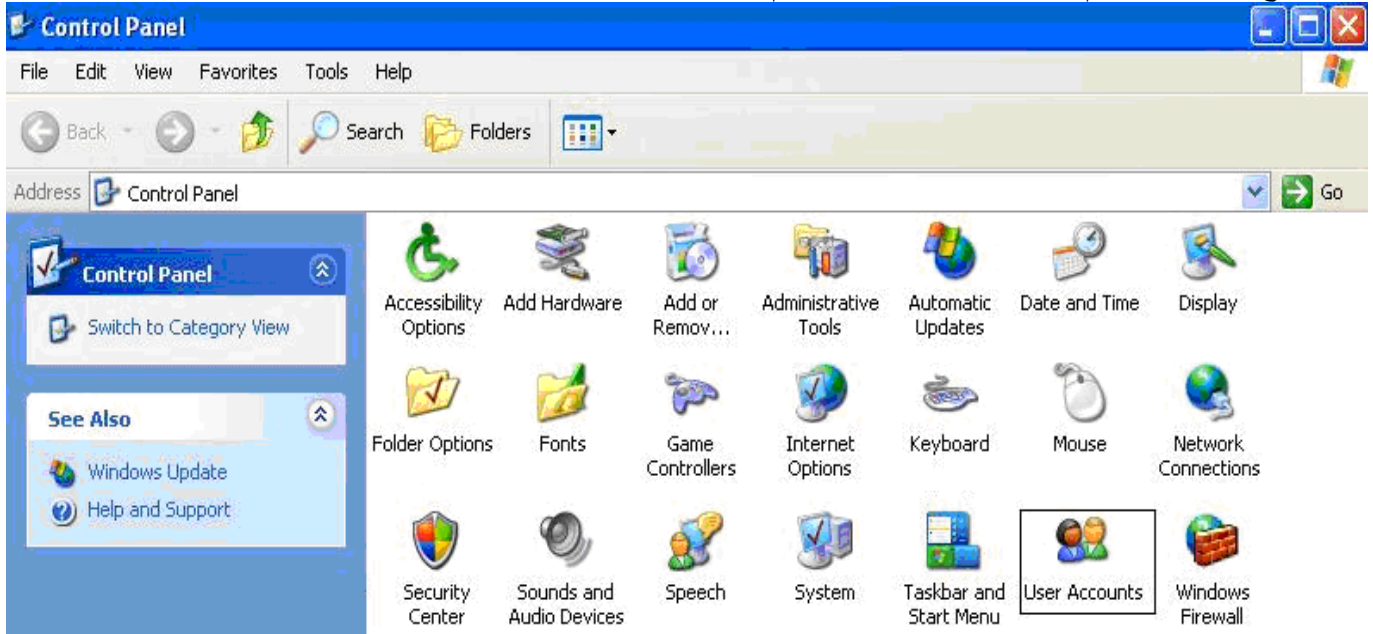 Control Panel
File Edit View Favorites Tools Help
Back Search Folders
Address Control Panel Go
Control Panel
Switch to Category View
See Also
Windows Update
Help and Support
Accessibility Options
Add Hardware
Add or Remov...
Administrative Tools
Automatic Updates
Date and Time
Display
Folder Options
Fonts
Game Controllers
Internet Options
Keyboard
Mouse
Network Connections
Security Center
Sounds and Audio Devices
Speech
System
Taskbar and Start Menu
User Accounts
Windows Firewall